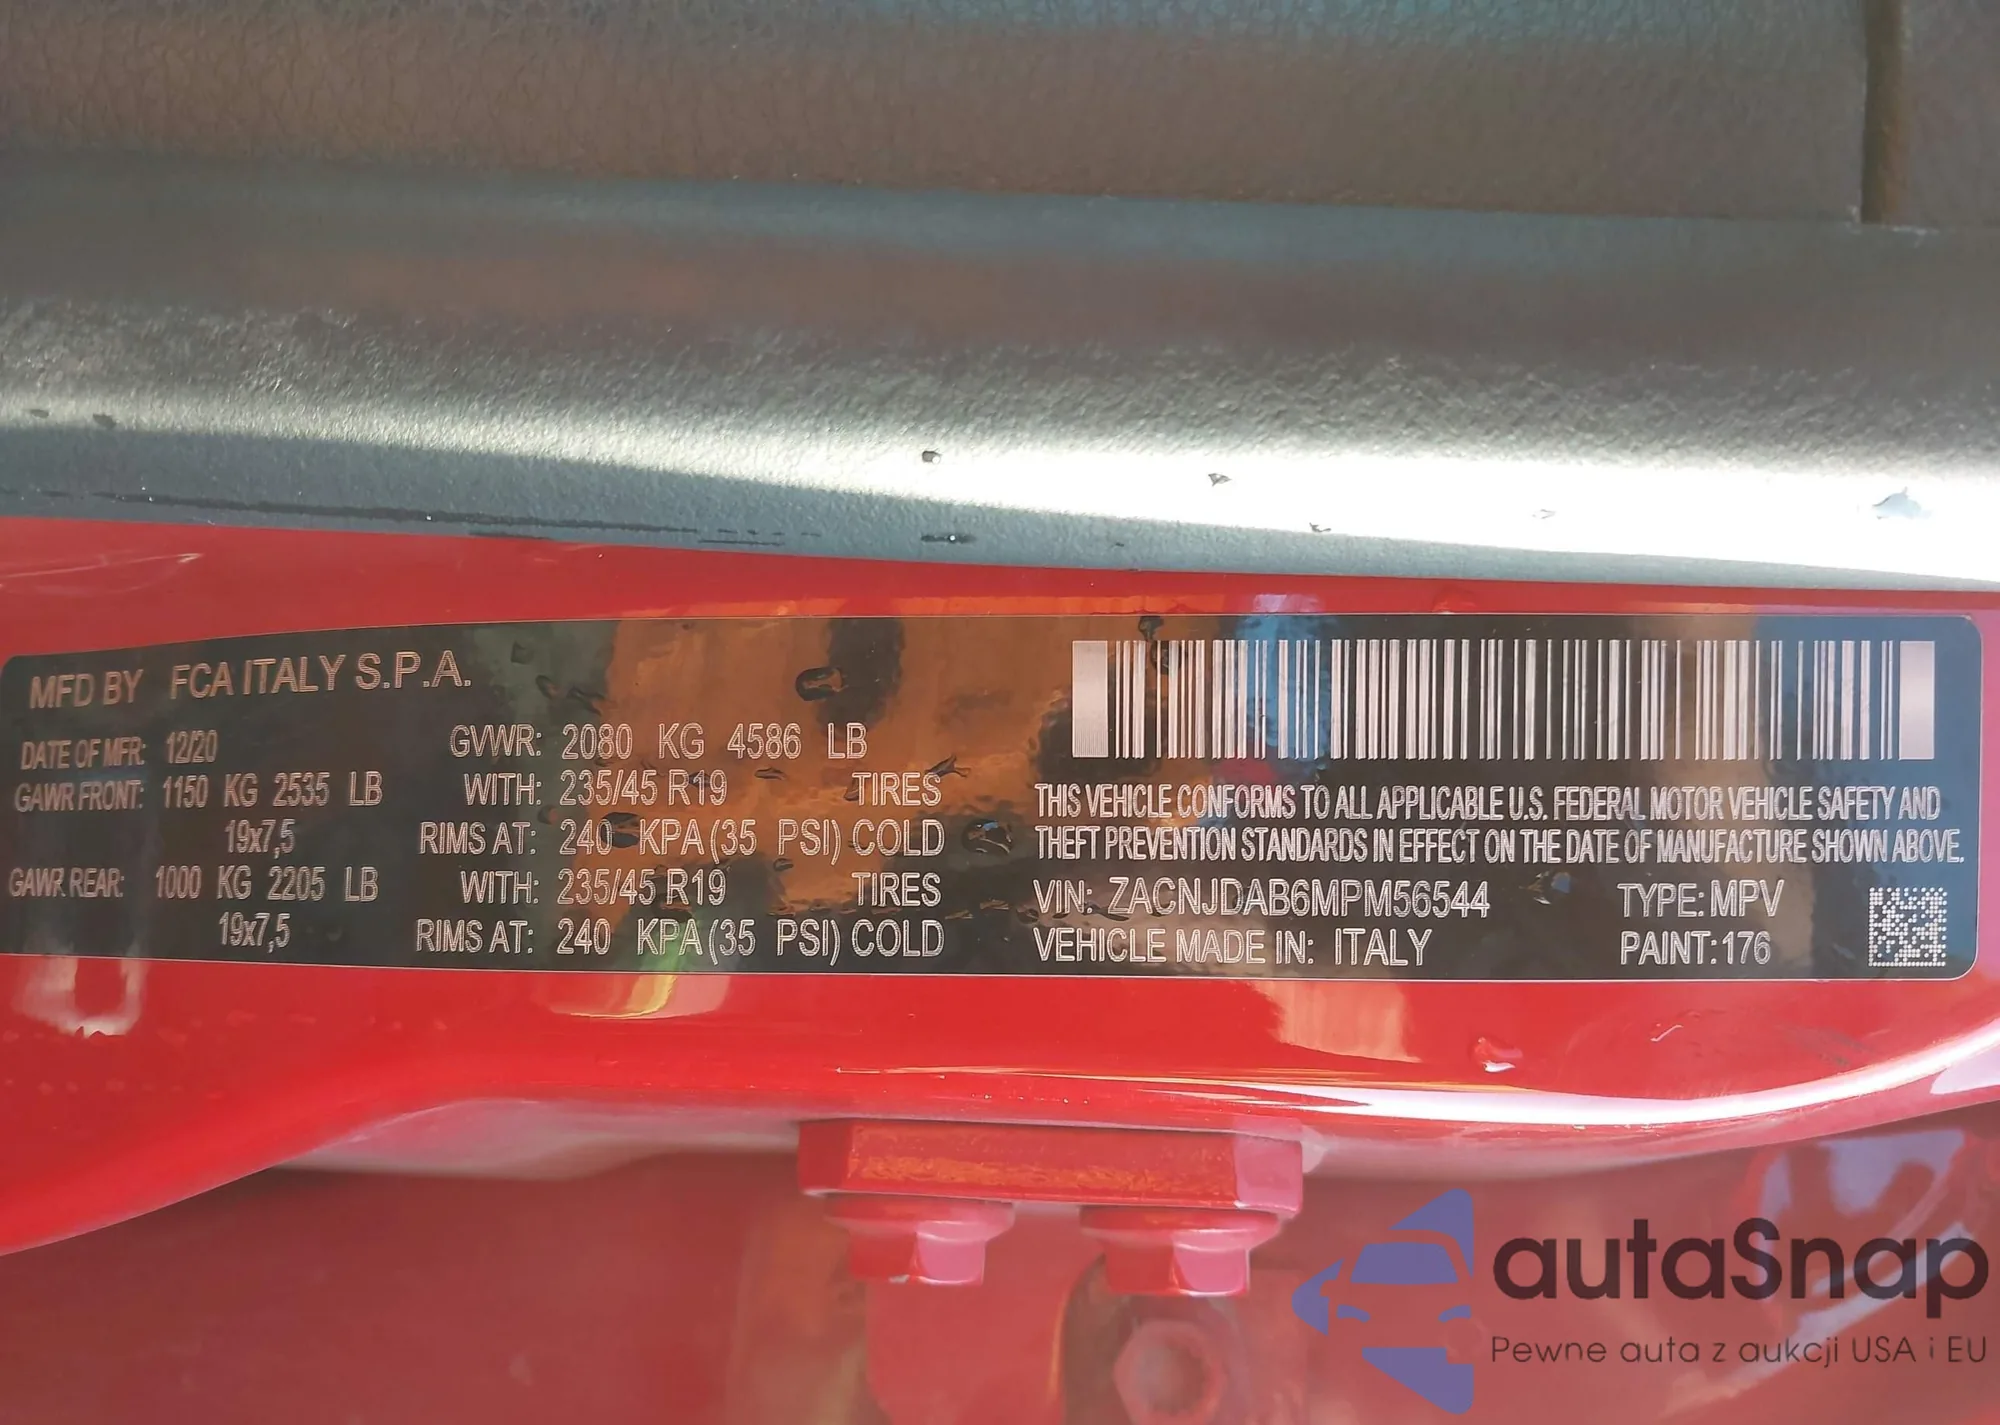 MFD BY FCA ITALY S.P.A.
DATE OF MFR: 12/20 GVWR: 2080 KG 4586 LB
GAWR FRONT: 1150 KG 2535 LB WITH: 235/45 R19 TIRES
19x7,5 RIMS AT: 240 KPA (35 PSI) COLD
GAWR REAR: 1000 KG 2205 LB WITH: 235/45 R19 TIRES
19x7,5 RIMS AT: 240 KPA (35 PSI) COLD
THIS VEHICLE CONFORMS TO ALL APPLICABLE U.S. FEDERAL MOTOR VEHICLE SAFETY AND
THEFT PREVENTION STANDARDS IN EFFECT ON THE DATE OF MANUFACTURE SHOWN ABOVE.
VIN: ZACNJDAB6MPM56544 TYPE: MPV
VEHICLE MADE IN: ITALY PAINT: 176
autaSnap
Pewne auta z aukcji USA i EU